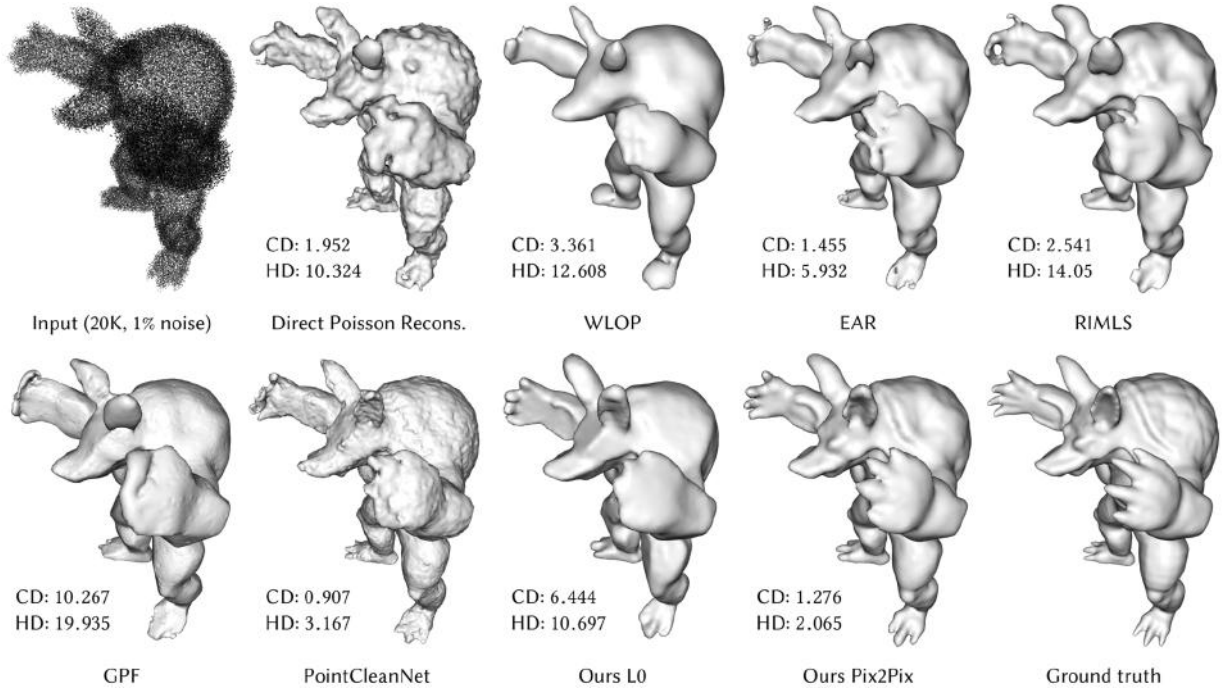 CD: 1.952
HD: 10.324
CD: 3.361
HD: 12.608
CD: 1.455
HD: 5.932
CD: 2.541
HD: 14.05
Input (20K, 1% noise)
Direct Poisson Recons.
WLOP
EAR
RIMLS
CD: 10.267
HD: 19.935
CD: 0.907
HD: 3.167
CD: 6.444
HD: 10.697
CD: 1.276
HD: 2.065
GPF
PointCleanNet
Ours L0
Ours Pix2Pix
Ground truth